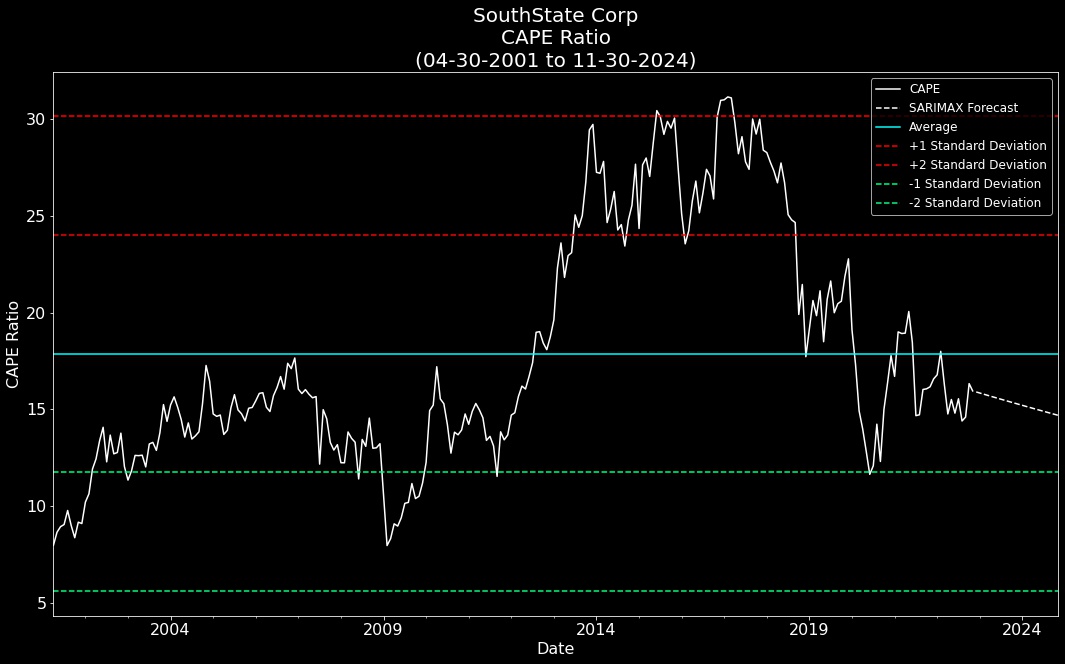 SouthState Corp
CAPE Ratio
(04-30-2001 to 11-30-2024)
CAPE
SARIMAX Forecast
Average
+1 Standard Deviation
+2 Standard Deviation
-1 Standard Deviation
-2 Standard Deviation
CAPE Ratio
30
25
20
15
10
5
2004
2009
2014
2019
2024
Date